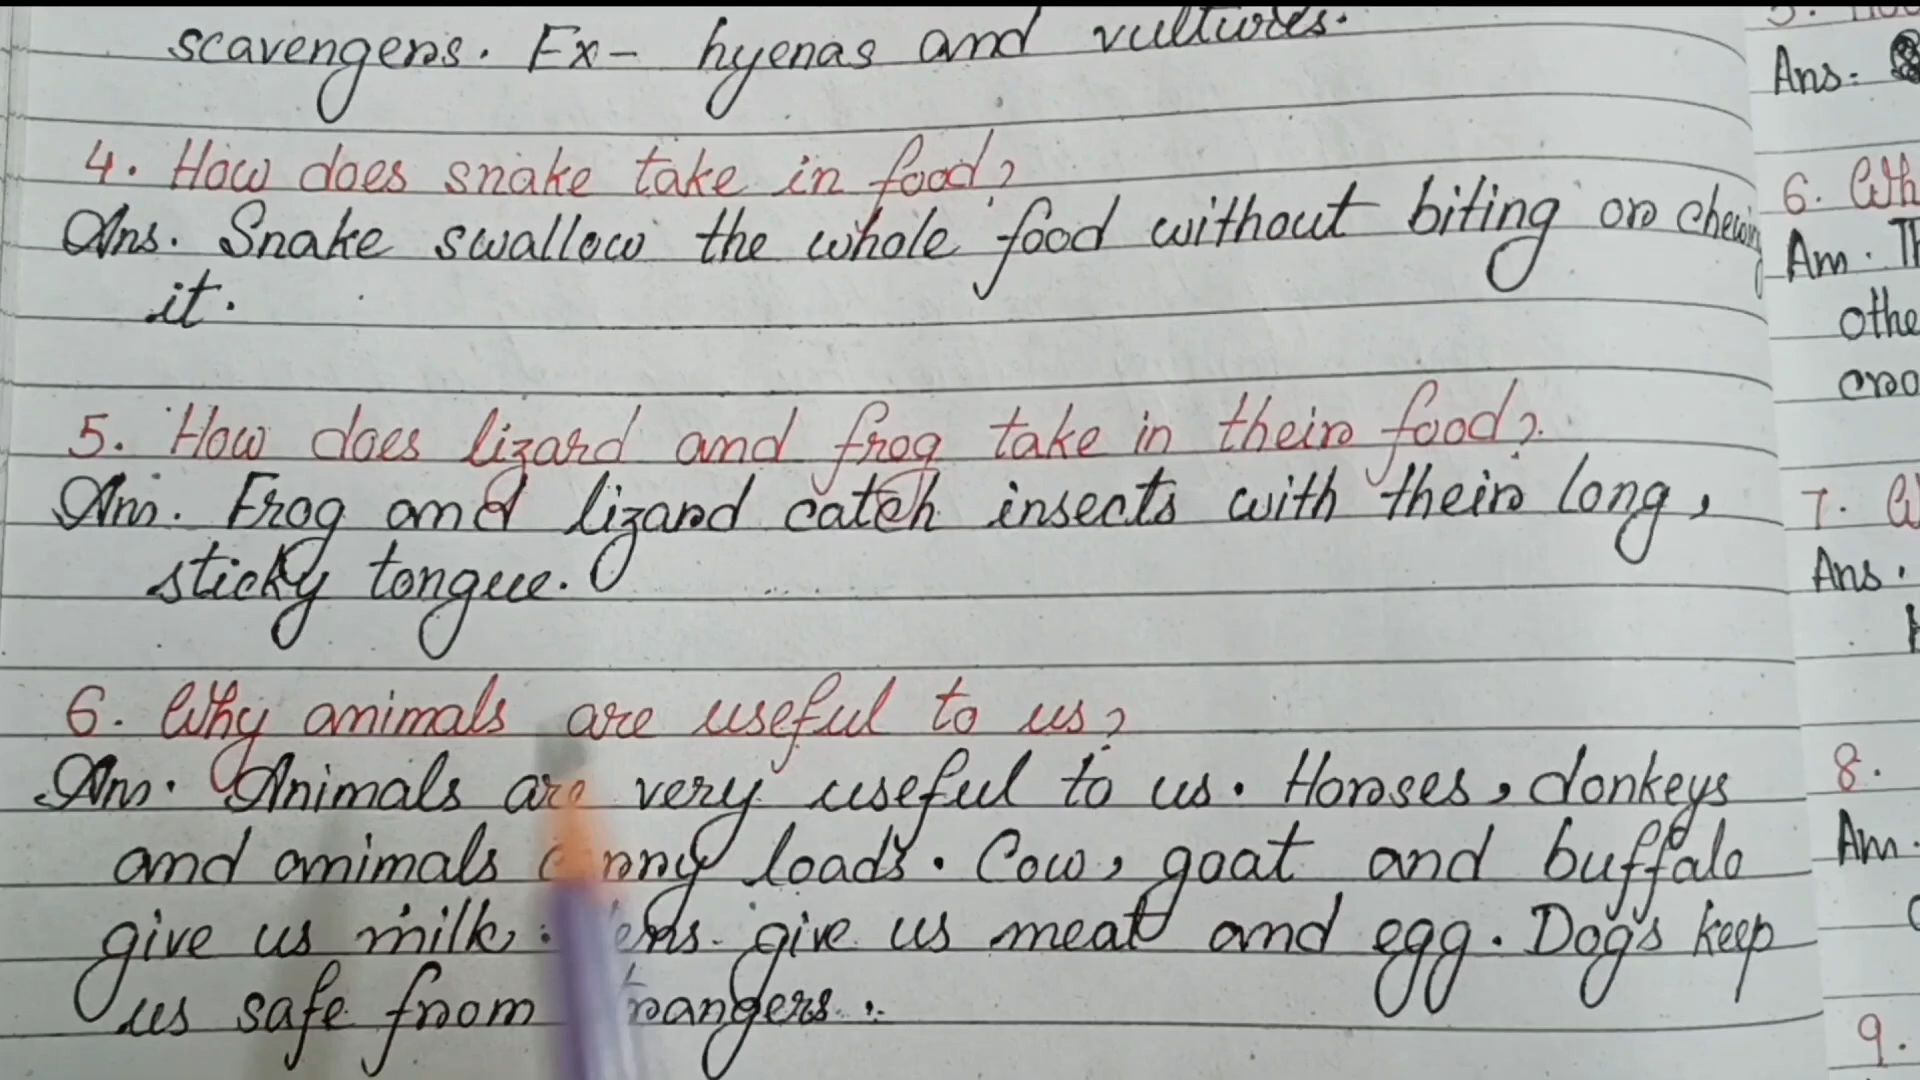 scavengers. Ex- hyenas and vultures.
4. How does snake take in food?
Ans. Snake swallow the whole food without biting or chewing
it.
5. How does lizard and frog take in their food?
Ans. Frog and lizard catch insects with their long,
sticky tongue.
6. Why animals are useful to us?
Ans. Animals are very useful to us. Horses, donkeys
and animals carry loads. Cow, goat and buffalo
give us milk. give us meat and egg. Dogs keep
us safe from
Ans.
6.
Ans.
7.
Ans.
8.
Ans.
9.